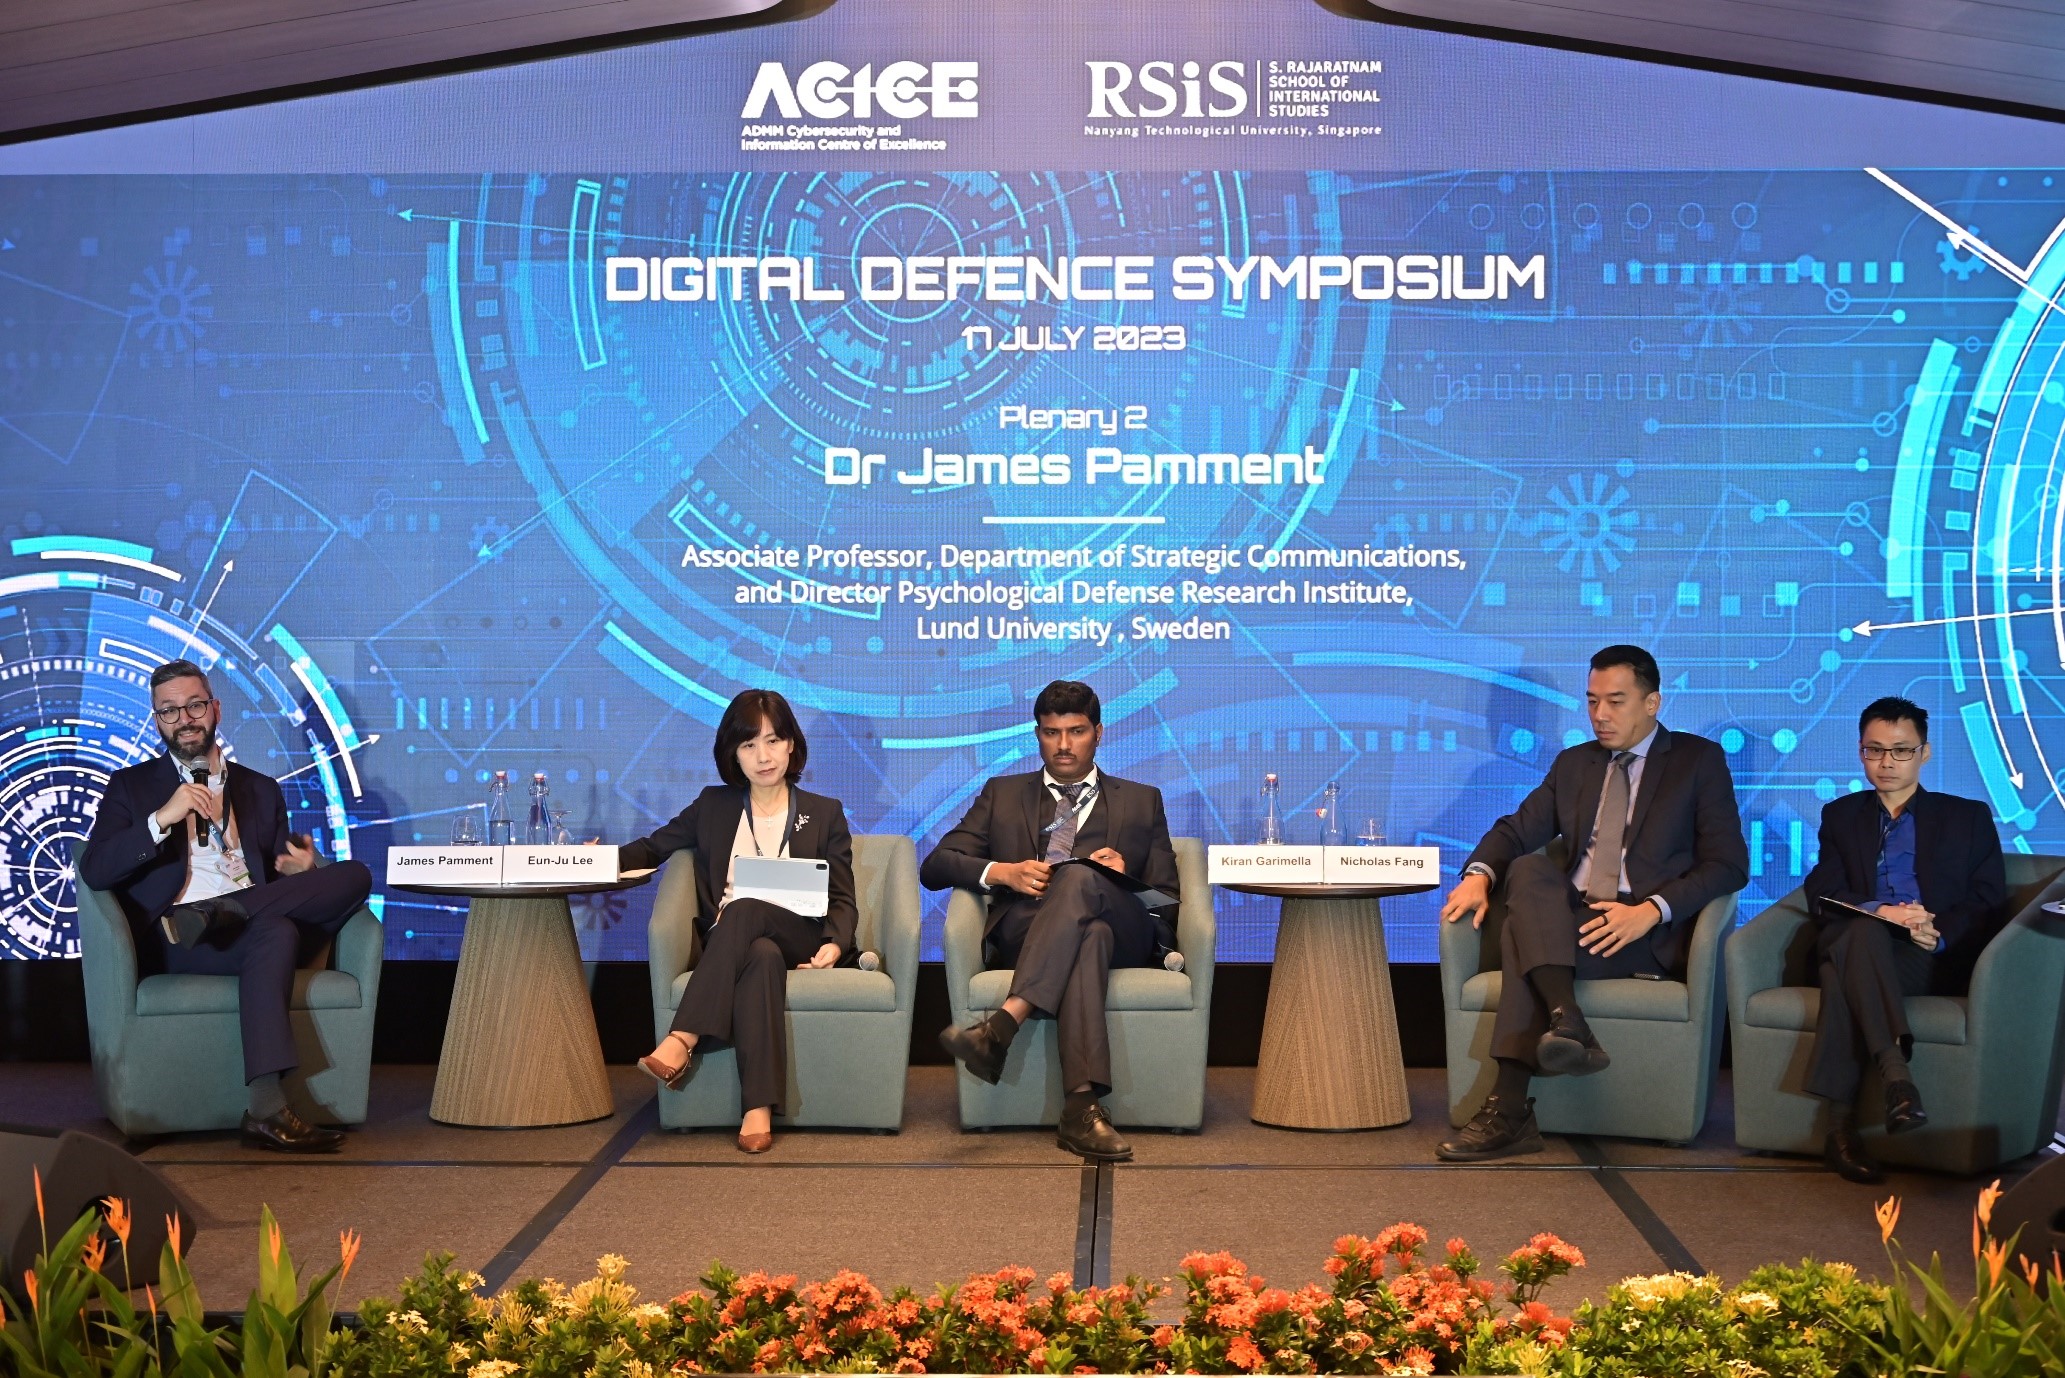 ACICE
ADMM Cybersecurity and
Information Centre of Excellence
RSiS
S. RAJARATNAM
SCHOOL OF
INTERNATIONAL
STUDIES
Nanyang Technological University, Singapore
DIGITAL DEFENCE SYMPOSIUM
17 JULY 2023
Plenary 2
Dr James Pamment
Associate Professor, Department of Strategic Communications,
and Director Psychological Defense Research Institute,
Lund University , Sweden
James Pamment
Eun-Ju Lee
Kiran Garimella
Nicholas Fang